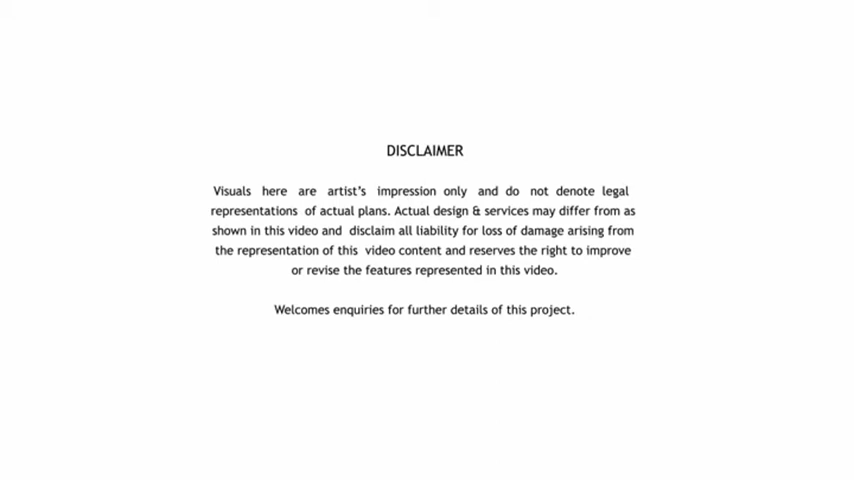 DISCLAIMER
Visuals here are artist's impression only and do not denote legal
representations of actual plans. Actual design & services may differ from as
shown in this video and disclaim all liability for loss of damage arising from
the representation of this video content and reserves the right to improve
or revise the features represented in this video.
Welcomes enquiries for further details of this project.